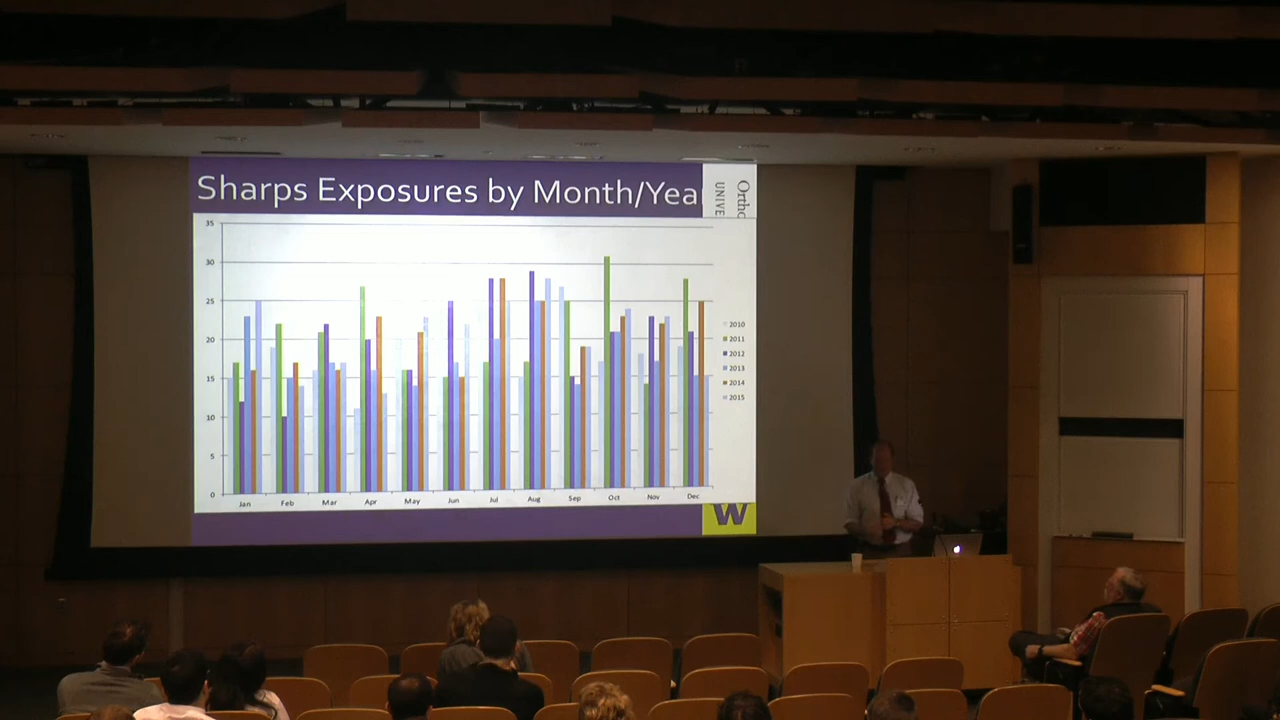 Sharps Exposures by Month/Yea
Ortho
UNIVE
35
30
25
20
15
10
5
0
Jan Feb Mar Apr May Jun Jul Aug Sep Oct Nov Dec
2010
2011
2012
2013
2014
2015
W